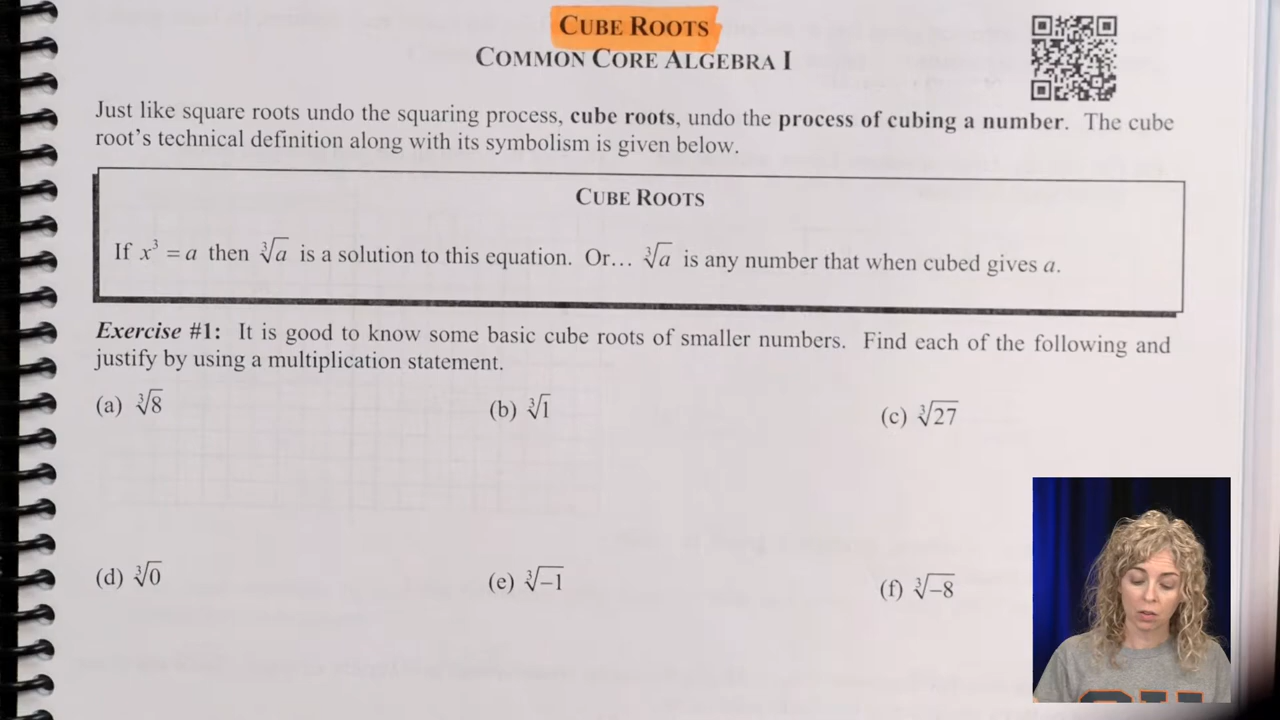 CUBE ROOTS
COMMON CORE ALGEBRA I
Just like square roots undo the squaring process, cube roots, undo the process of cubing a number. The cube
root's technical definition along with its symbolism is given below.
CUBE ROOTS
If x³ = a then ∛a is a solution to this equation. Or… ∛a is any number that when cubed gives a.
Exercise #1: It is good to know some basic cube roots of smaller numbers. Find each of the following and
justify by using a multiplication statement.
(a) ∛8 (b) ∛1 (c) ∛27
(d) ∛0 (e) ∛−1 (f) ∛−8